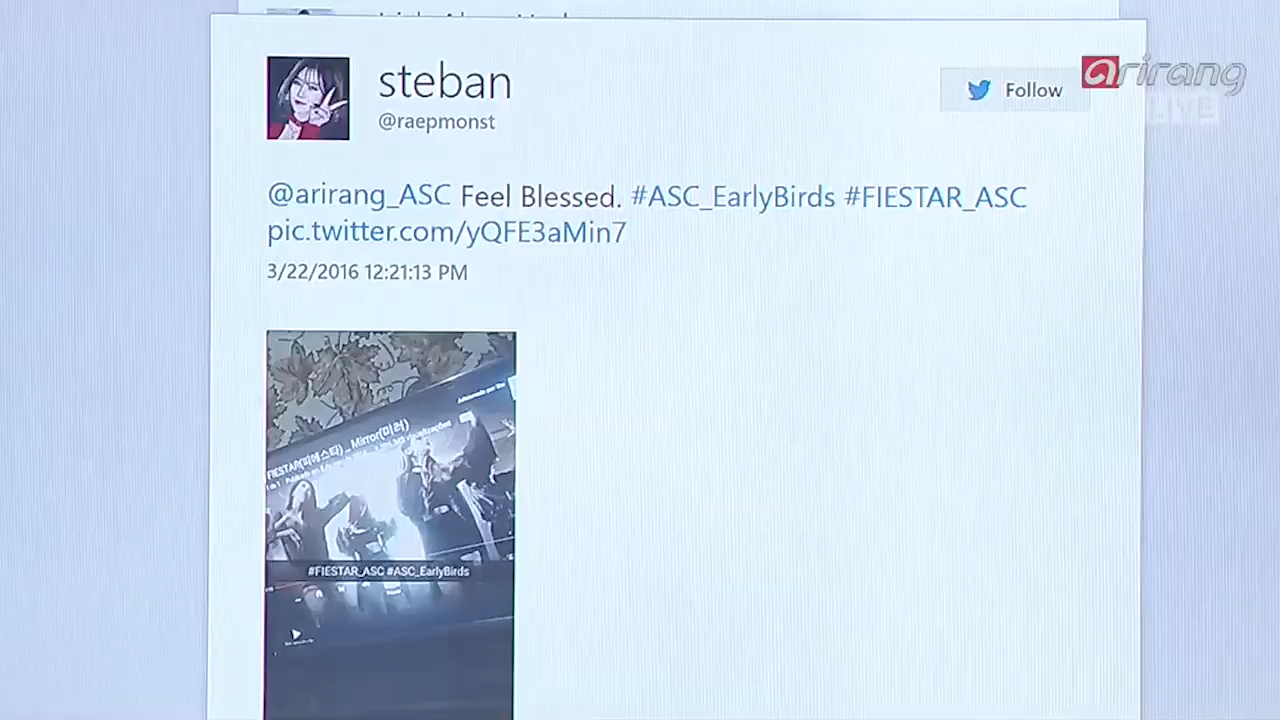 steban
@raepmonst
Follow
arirang
LIVE
@arirang_ASC Feel Blessed. #ASC_EarlyBirds #FIESTAR_ASC
pic.twitter.com/yQFE3aMin7
3/22/2016 12:21:13 PM
FIESTAR(피에스타) _ Mirror(미러)
#FIESTAR_ASC #ASC_EarlyBirds